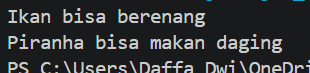 Ikan bisa berenang
Piranha bisa makan daging
PS C:\Users\Daffa Dwi\OneDri